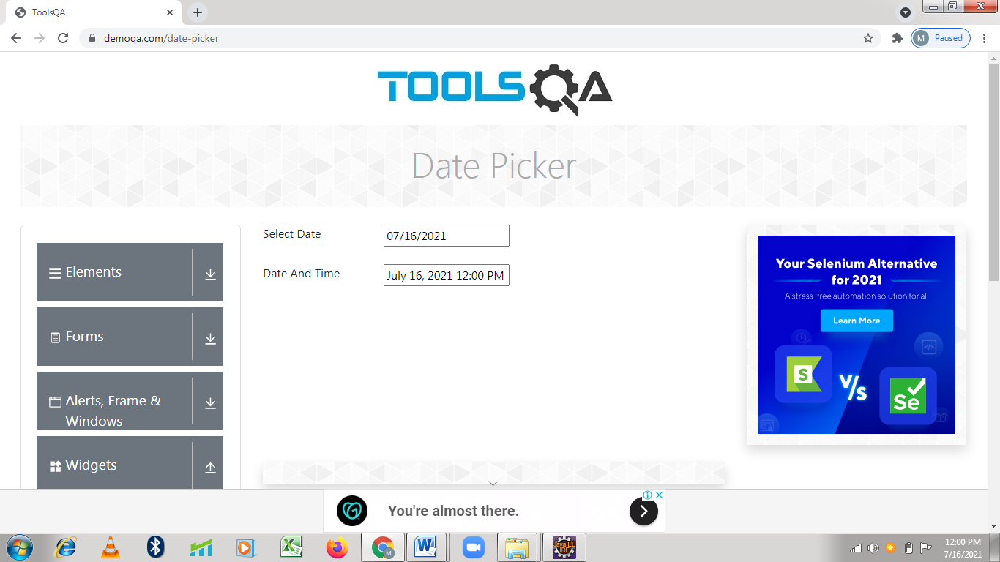 ToolsQA
demoqa.com/date-picker
M Paused
TOOLSQA
Date Picker
Elements
Forms
Alerts, Frame &
Windows
Widgets
Select Date 07/16/2021
Date And Time July 16, 2021 12:00 PM
Your Selenium Alternative
for 2021
A stress-free automation solution for all
Learn More
S
V/s
Se
You're almost there.
M
Java EE
IDE
12:00 PM
7/16/2021